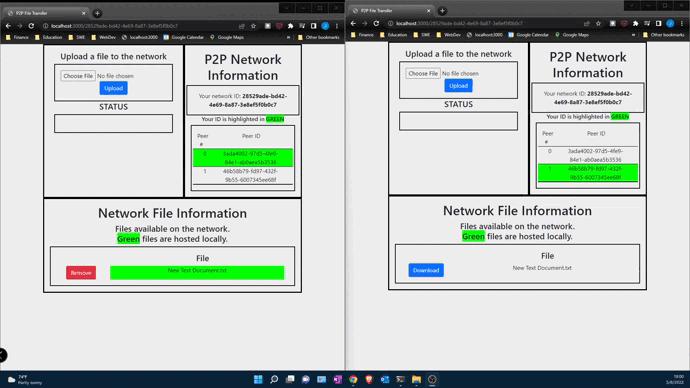 P2P File Transfer
localhost:3000/28529ade-bd42-4e69-8a87-3e8ef5f0b0c7
Finance
Education
SWE
WebDev
localhost:3000
Google Calendar
Google Maps
Other bookmarks
Upload a file to the network
Choose File No file chosen
Upload
STATUS
P2P Network
Information
Your network ID: 28529ade-bd42-
4e69-8a87-3e8ef5f0b0c7
Your ID is highlighted in GREEN
Peer
#
Peer ID
0 3ada4002-97d5-4fe9-
84e1-ab0aea5b3536
1 46b58b79-fd97-432f-
9b55-6007345ee68f
Network File Information
Files available on the network.
Green files are hosted locally.
File
Remove New Text Document.txt
P2P File Transfer
localhost:3000/28529ade-bd42-4e69-8a87-3e8ef5f0b0c7
Finance
Education
SWE
WebDev
localhost:3000
Google Calendar
Google Maps
Other bookmarks
Upload a file to the network
Choose File No file chosen
Upload
STATUS
P2P Network
Information
Your network ID: 28529ade-bd42-
4e69-8a87-3e8ef5f0b0c7
Your ID is highlighted in GREEN
Peer
#
Peer ID
0 3ada4002-97d5-4fe9-
84e1-ab0aea5b3536
1 46b58b79-fd97-432f-
9b55-6007345ee68f
Network File Information
Files available on the network.
Green files are hosted locally.
File
Download New Text Document.txt
74°F
Partly sunny
19:00
5/8/2022